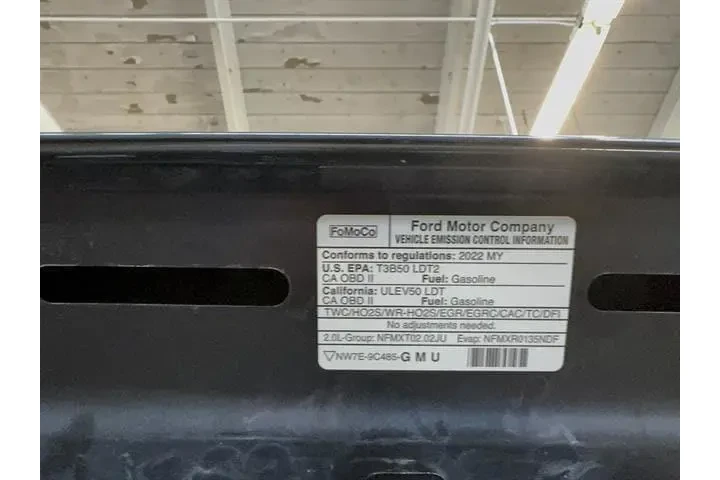 FoMoCo Ford Motor Company
VEHICLE EMISSION CONTROL INFORMATION
Conforms to regulations: 2022 MY
U.S. EPA: T3B50 LDT2
CA OBD II Fuel: Gasoline
California: ULEV50 LDT
CA OBD II Fuel: Gasoline
TWC/HO2S/WR-HO2S/EGR/EGRC/CAC/TC/DFI
No adjustments needed.
2.0L-Group: NFMXT02.02JU Evap: NFMXR0135NDF
NW7E-9C485-G M U